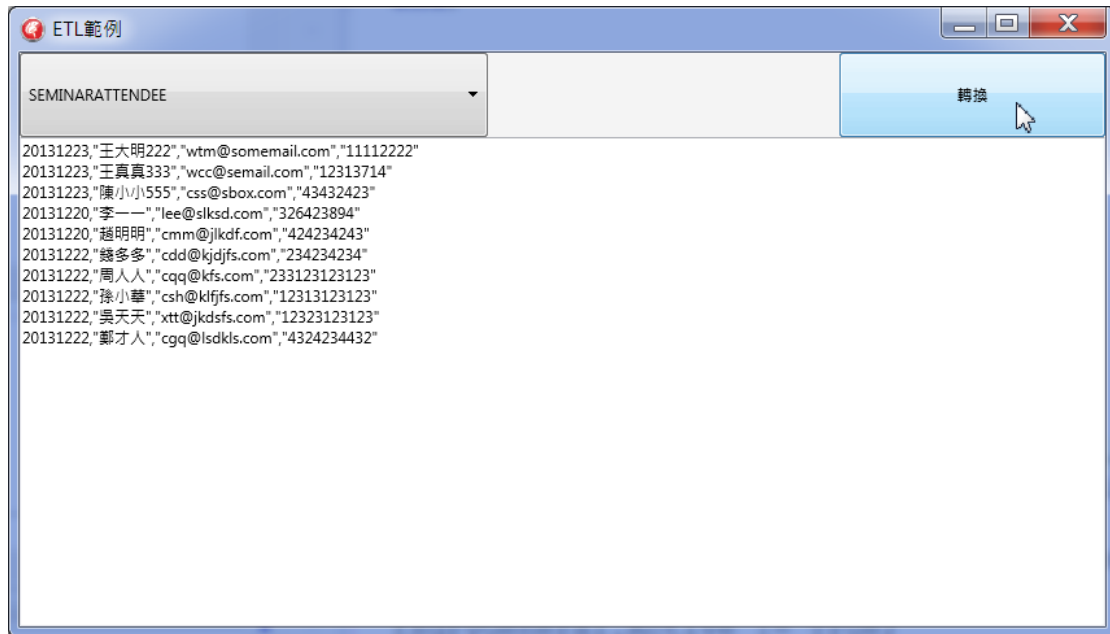 ETL範例
SEMINARATTENDEE
轉換
20131223,"王大明222","wtm@somemail.com","11112222"
20131223,"王真真333","wcc@semail.com","12313714"
20131223,"陳小小555","css@sbox.com","43432423"
20131220,"李一一","lee@slksd.com","326423894"
20131220,"趙明明","cmm@jlkdf.com","424234243"
20131222,"錢多多","cdd@kjdjfs.com","234234234"
20131222,"周人人","cqq@kfs.com","233123123123"
20131222,"孫小華","csh@klfjfs.com","12313123123"
20131222,"吳天天","xtt@jkdsfs.com","12323123123"
20131222,"鄭才人","cgq@lsdkls.com","4324234432"